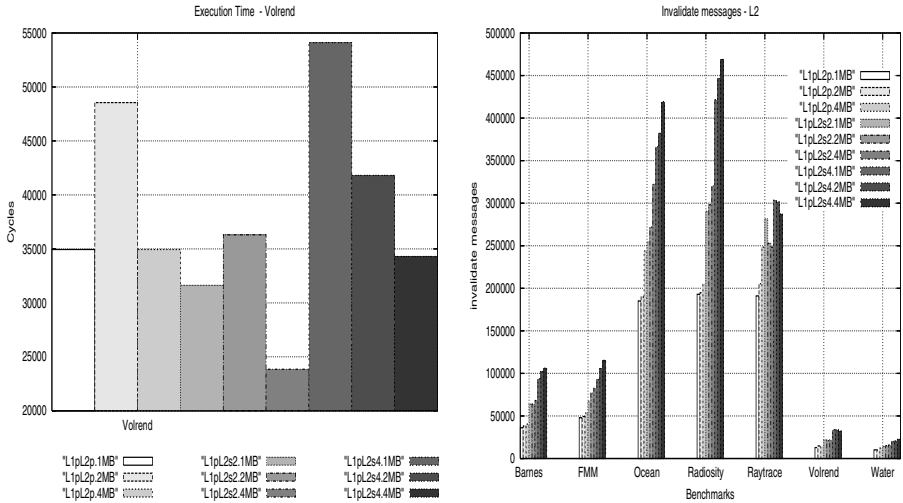 Execution Time - Volrend
55000
50000
45000
40000
35000
30000
25000
20000
Cycles
Volrend
"L1pL2p.1MB"
"L1pL2p.2MB"
"L1pL2p.4MB"
"L1pL2s2.1MB"
"L1pL2s2.2MB"
"L1pL2s2.4MB"
"L1pL2s4.1MB"
"L1pL2s4.2MB"
"L1pL2s4.4MB"
Invalidate messages - L2
500000
450000
400000
350000
300000
250000
200000
150000
100000
50000
0
invalidate messages
"L1pL2p.1MB"
"L1pL2p.2MB"
"L1pL2p.4MB"
"L1pL2s2.1MB"
"L1pL2s2.2MB"
"L1pL2s2.4MB"
"L1pL2s4.1MB"
"L1pL2s4.2MB"
"L1pL2s4.4MB"
Barnes FMM Ocean Radiosity Raytrace Volrend Water
Benchmarks